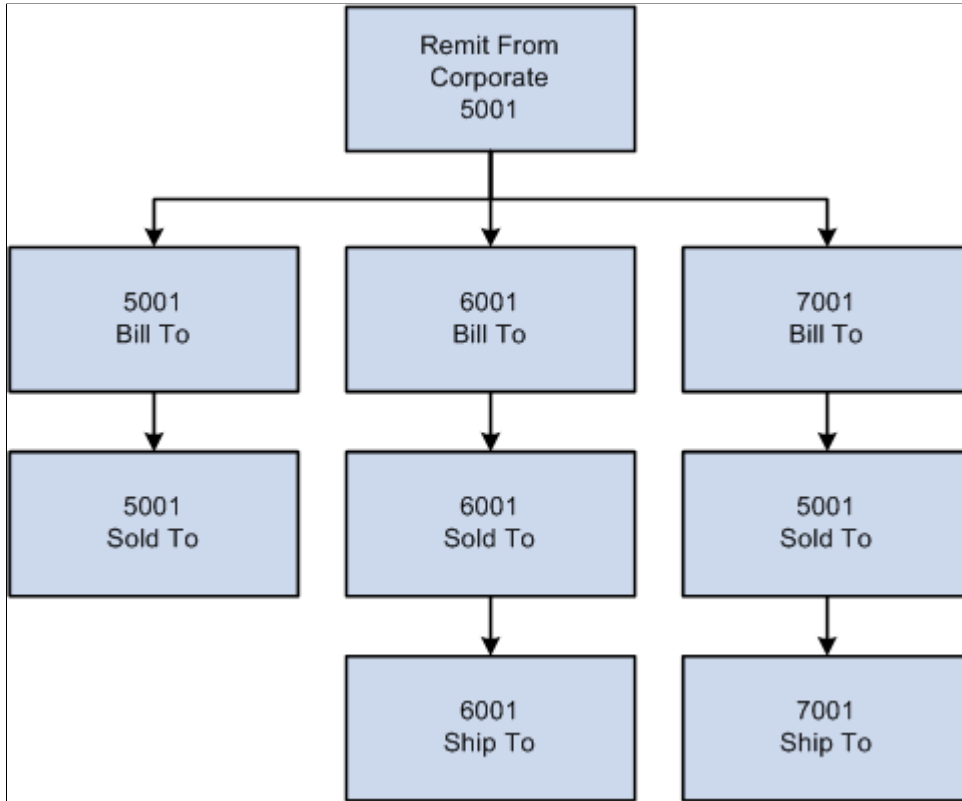 Remit From
Corporate
5001
5001
Bill To
6001
Bill To
7001
Bill To
5001
Sold To
6001
Sold To
5001
Sold To
6001
Ship To
7001
Ship To